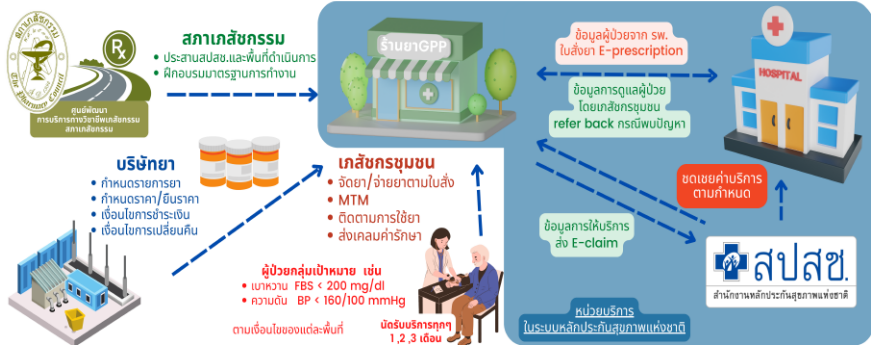 สภาเภสัชกรรม
The Pharmacy Council
Rx
ศูนย์พัฒนา
การบริการทางวิชาชีพเภสัชกรรม
สภาเภสัชกรรม
สภาเภสัชกรรม
• ประสานสปสช.และพื้นที่ดำเนินการ
• ฝึกอบรมมาตรฐานการทำงาน
ร้านยาGPP
ข้อมูลผู้ป่วยจาก รพ.
ใบสั่งยา E-prescription
ข้อมูลการดูแลผู้ป่วย
โดยเภสัชกรชุมชน
refer back กรณีพบปัญหา
HOSPITAL
บริษัทยา
• กำหนดรายการยา
• กำหนดราคา/ยืนราคา
• เงื่อนไขการชำระเงิน
• เงื่อนไขการเปลี่ยนคืน
เภสัชกรชุมชน
• จัดยา/จ่ายยาตามใบสั่ง
• MTM
• ติดตามการใช้ยา
• ส่งเคลมค่ารักษา
ชดเชยค่าบริการ
ตามกำหนด
ข้อมูลการให้บริการ
ส่ง E-claim
สปสช.
สำนักงานหลักประกันสุขภาพแห่งชาติ
ผู้ป่วยกลุ่มเป้าหมาย เช่น
• เบาหวาน FBS < 200 mg/dl
• ความดัน BP < 160/100 mmHg
ตามเงื่อนไขของแต่ละพื้นที่
นัดรับบริการทุกๆ
1 ,2 ,3 เดือน
หน่วยบริการ
ในระบบหลักประกันสุขภาพแห่งชาติ